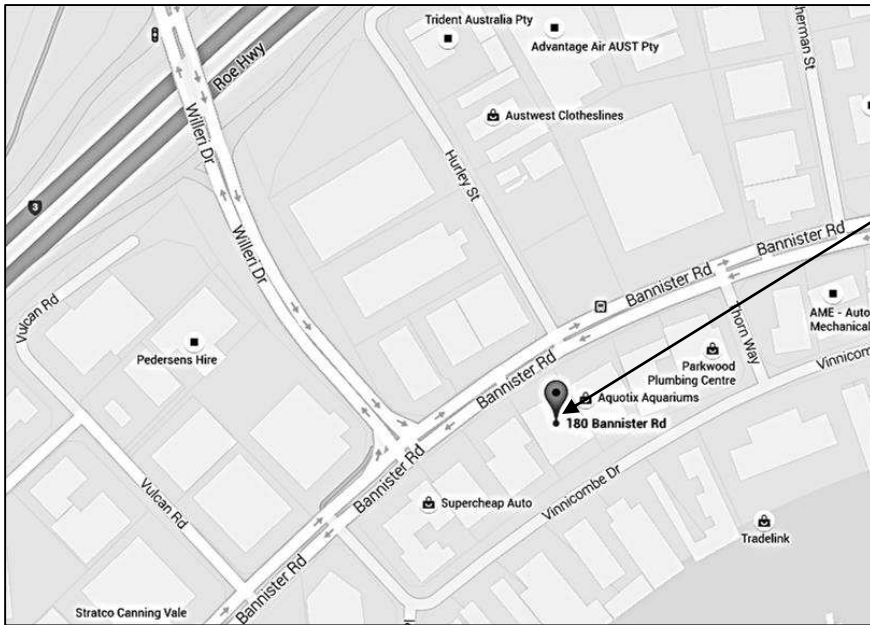 Trident Australia Pty
Advantage Air AUST Pty
herman St
Roe Hwy
Willeri Dr
Austwest Clotheslines
Hurley St
3
Willeri Dr
Bannister Rd
Bannister Rd
Vulcan Rd
Thorn Way
AME - Auto
Mechanical
Pedersens Hire
Bannister Rd
Parkwood
Plumbing Centre
Vinnicombe
Aquotix Aquariums
180 Bannister Rd
Bannister Rd
Vulcan Rd
Supercheap Auto
Vinnicombe Dr
Tradelink
Bannister Rd
Stratco Canning Vale